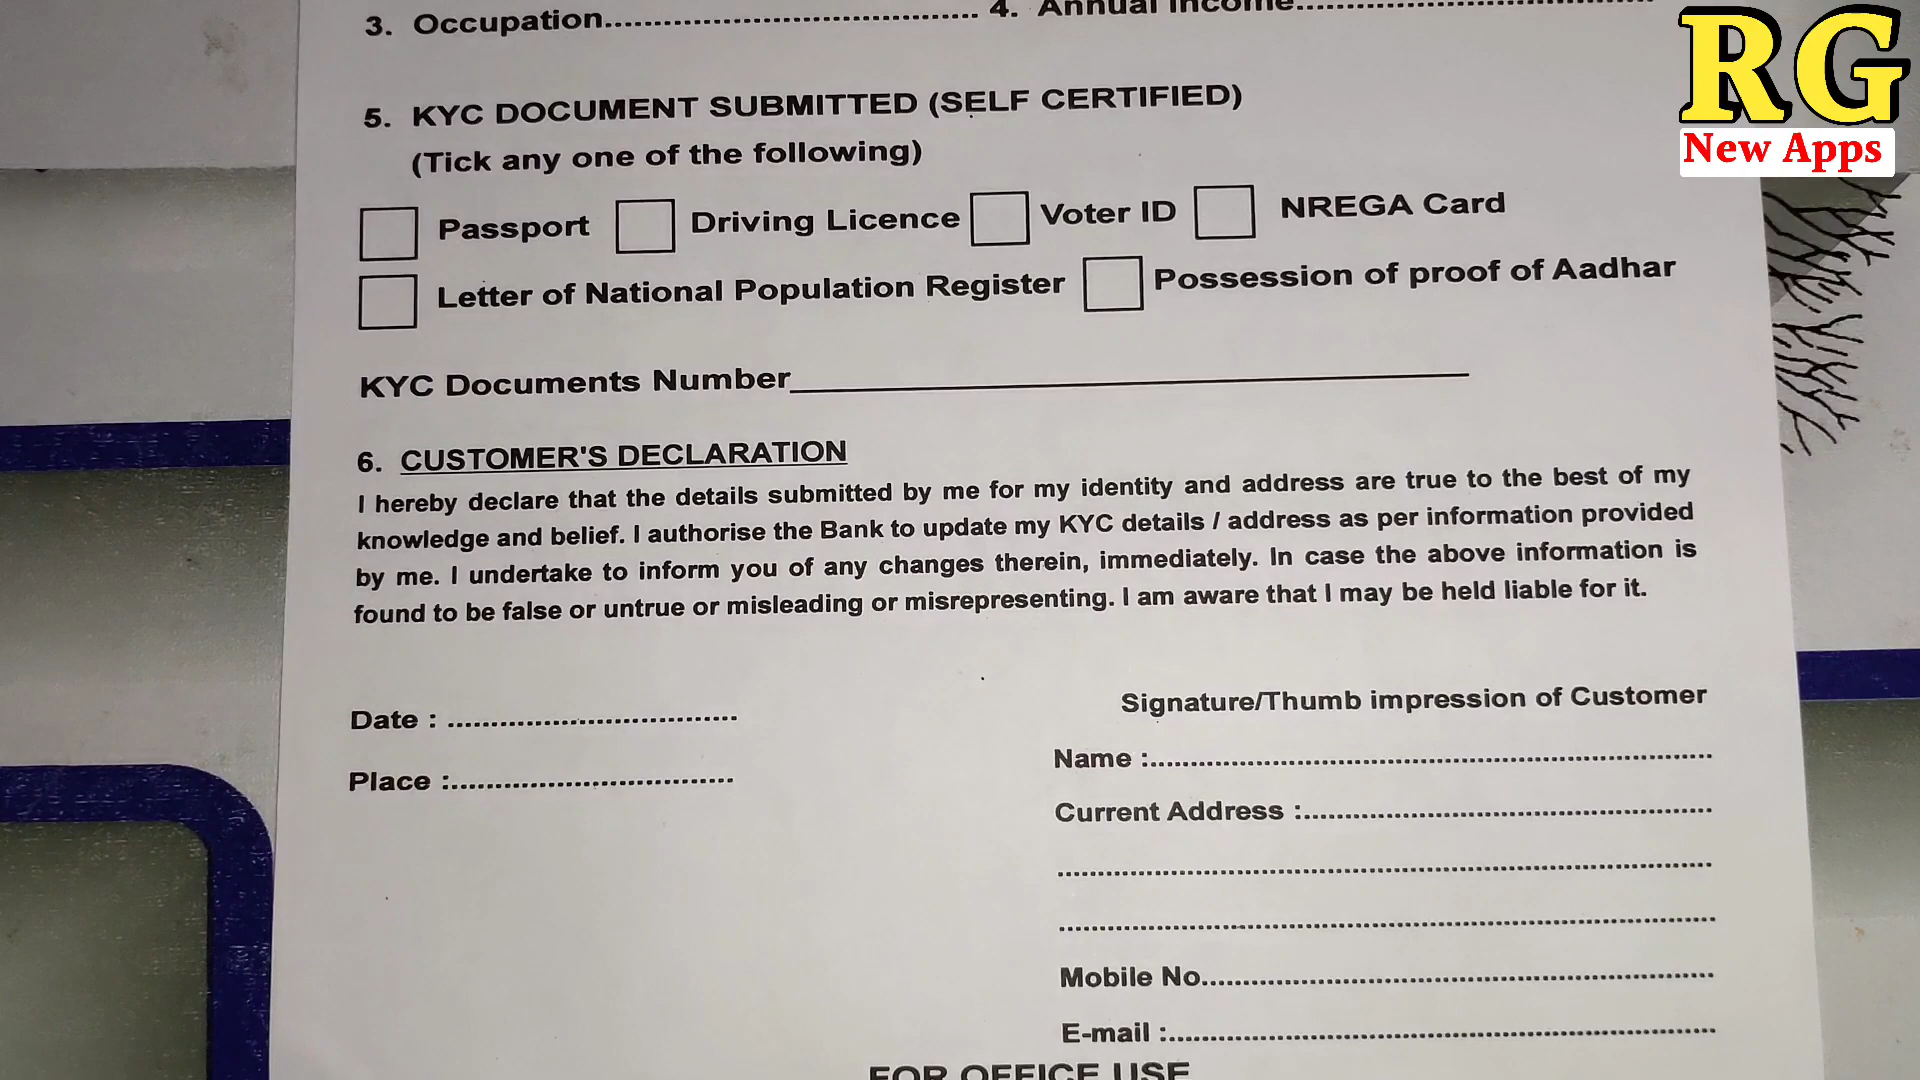 3. Occupation........................................ 4. Annual Income........................................
5. KYC DOCUMENT SUBMITTED (SELF CERTIFIED)
(Tick any one of the following)
Passport Driving Licence Voter ID NREGA Card
Letter of National Population Register Possession of proof of Aadhar
KYC Documents Number________________________________
6. CUSTOMER'S DECLARATION
I hereby declare that the details submitted by me for my identity and address are true to the best of my
knowledge and belief. I authorise the Bank to update my KYC details / address as per information provided
by me. I undertake to inform you of any changes therein, immediately. In case the above information is
found to be false or untrue or misleading or misrepresenting. I am aware that I may be held liable for it.
Signature/Thumb impression of Customer
Date : ...................................
Name :....................................................................
Place :..................................
Current Address :..................................................
................................................................................
................................................................................
Mobile No..............................................................
E-mail :..................................................................
FOR OFFICE USE
RG
New Apps